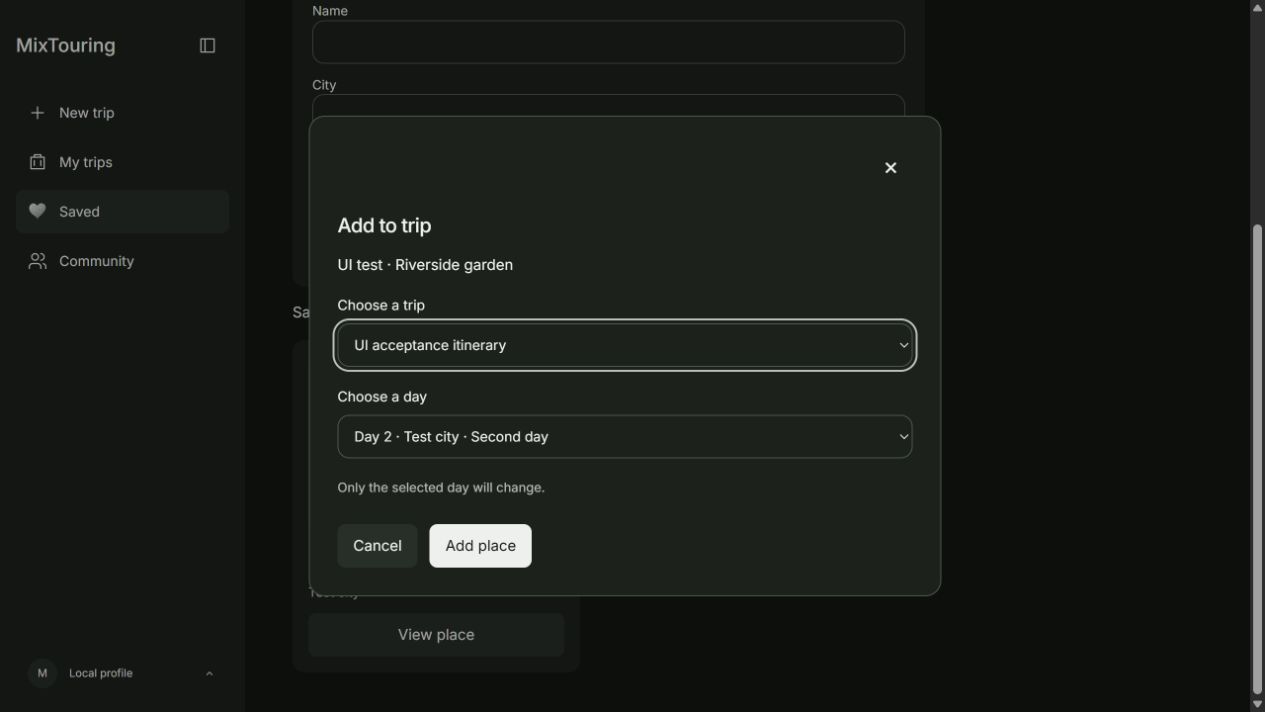 MixTouring
New trip
My trips
Saved
Community
M
Local profile
Name
City
Add to trip
UI test · Riverside garden
Choose a trip
UI acceptance itinerary
Choose a day
Day 2 · Test city · Second day
Only the selected day will change.
Cancel
Add place
View place